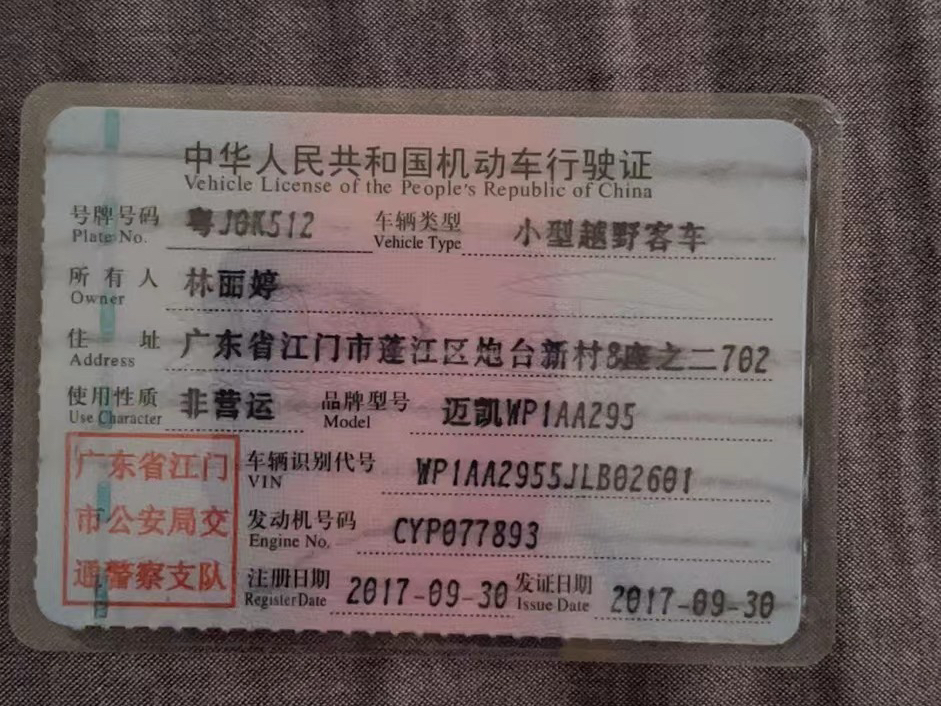 中华人民共和国机动车行驶证
Vehicle License of the People's Republic of China
号牌号码 粤J0K512 车辆类型 小型越野客车
Plate No. Vehicle Type
所有人 林丽婷
Owner
住址 广东省江门市蓬江区炮台新村8座之二702
Address
使用性质 非营运 品牌型号 迈凯WP1AA295
Use Character Model
广东省江门 车辆识别代号 WP1AA2955JLB02601
VIN
市公安局交 发动机号码 CYP077893
Engine No.
通警察支队 注册日期 2017-09-30 发证日期 2017-09-30
Register Date Issue Date